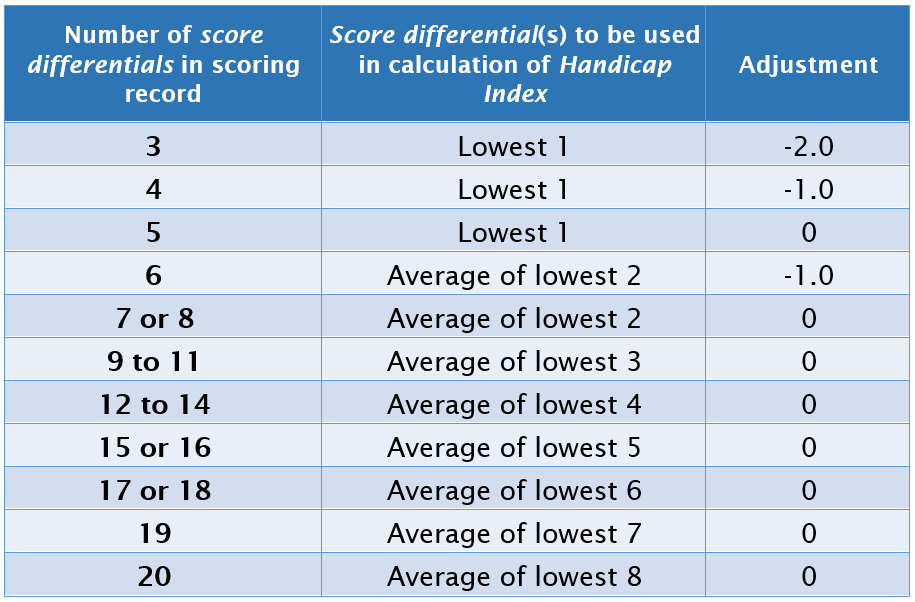 Number of score differentials in scoring record
Score differential(s) to be used in calculation of Handicap Index
Adjustment
3 Lowest 1 -2.0
4 Lowest 1 -1.0
5 Lowest 1 0
6 Average of lowest 2 -1.0
7 or 8 Average of lowest 2 0
9 to 11 Average of lowest 3 0
12 to 14 Average of lowest 4 0
15 or 16 Average of lowest 5 0
17 or 18 Average of lowest 6 0
19 Average of lowest 7 0
20 Average of lowest 8 0